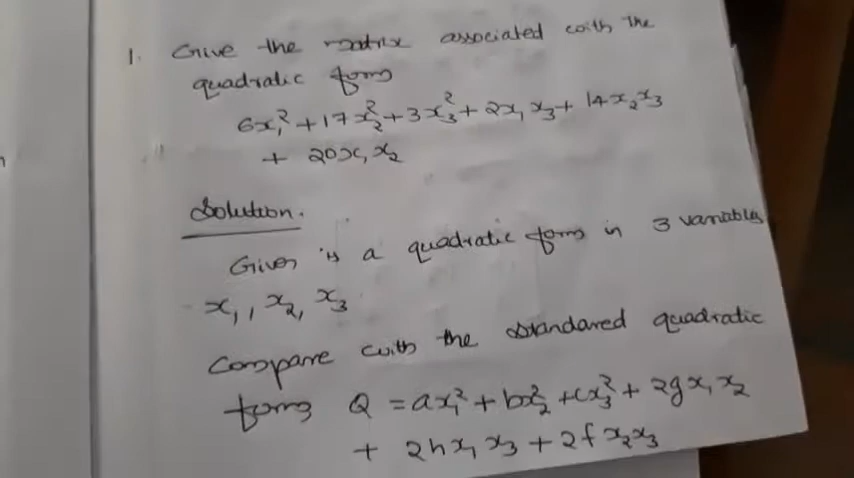 1. Give the matrix associated with the
quadratic form
6x₁² + 17x₂² + 3x₃² + 2x₁x₃ + 14x₂x₃
+ 20x₁x₂
Solution.
Given is a quadratic form in 3 variables
x₁, x₂, x₃
Compare with the standared quadratic
form Q = ax₁² + bx₂² + cx₃² + 2gx₁x₂
+ 2hx₁x₃ + 2fx₂x₃